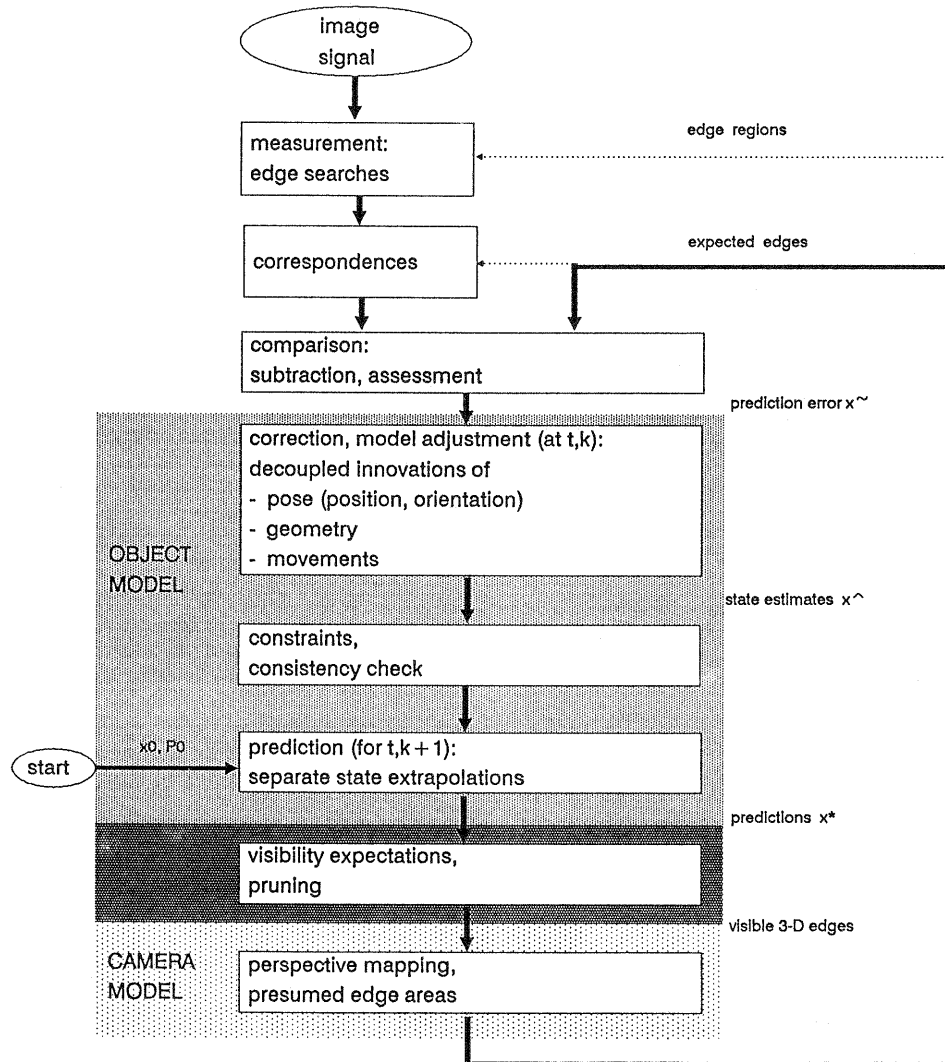 image
signal
measurement:
edge searches
edge regions
correspondences
expected edges
comparison:
subtraction, assessment
prediction error x~
correction, model adjustment (at t,k):
decoupled innovations of
- pose (position, orientation)
- geometry
- movements
OBJECT
MODEL
state estimates x^
constraints,
consistency check
x0, P0
start
prediction (for t,k+1):
separate state extrapolations
predictions x*
visibility expectations,
pruning
visible 3-D edges
CAMERA
MODEL
perspective mapping,
presumed edge areas